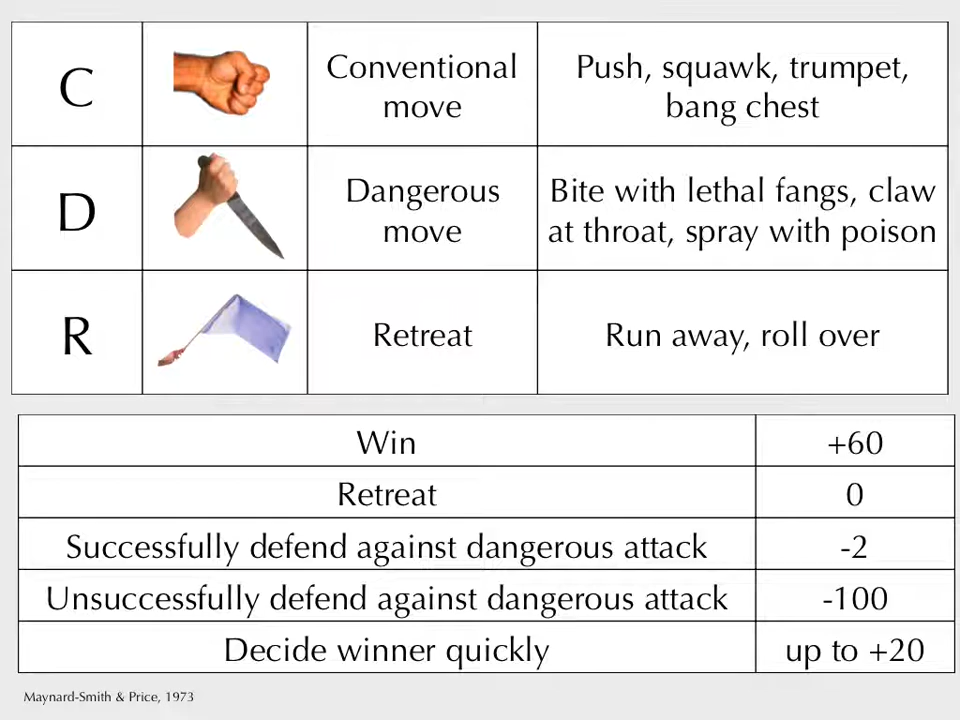 C
Conventional
move
Push, squawk, trumpet,
bang chest
D
Dangerous
move
Bite with lethal fangs, claw
at throat, spray with poison
R
Retreat
Run away, roll over
Win +60
Retreat 0
Successfully defend against dangerous attack -2
Unsuccessfully defend against dangerous attack -100
Decide winner quickly up to +20
Maynard-Smith & Price, 1973